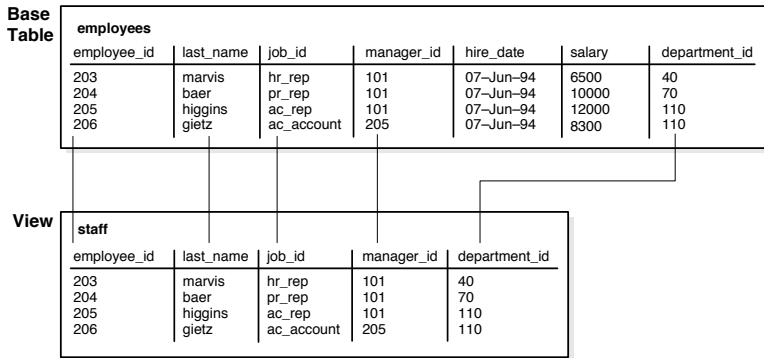 Base Table
employees
employee_id last_name job_id manager_id hire_date salary department_id
203 marvis hr_rep 101 07–Jun–94 6500 40
204 baer pr_rep 101 07–Jun–94 10000 70
205 higgins ac_rep 101 07–Jun–94 12000 110
206 gietz ac_account 205 07–Jun–94 8300 110
View
staff
employee_id last_name job_id manager_id department_id
203 marvis hr_rep 101 40
204 baer pr_rep 101 70
205 higgins ac_rep 101 110
206 gietz ac_account 205 110